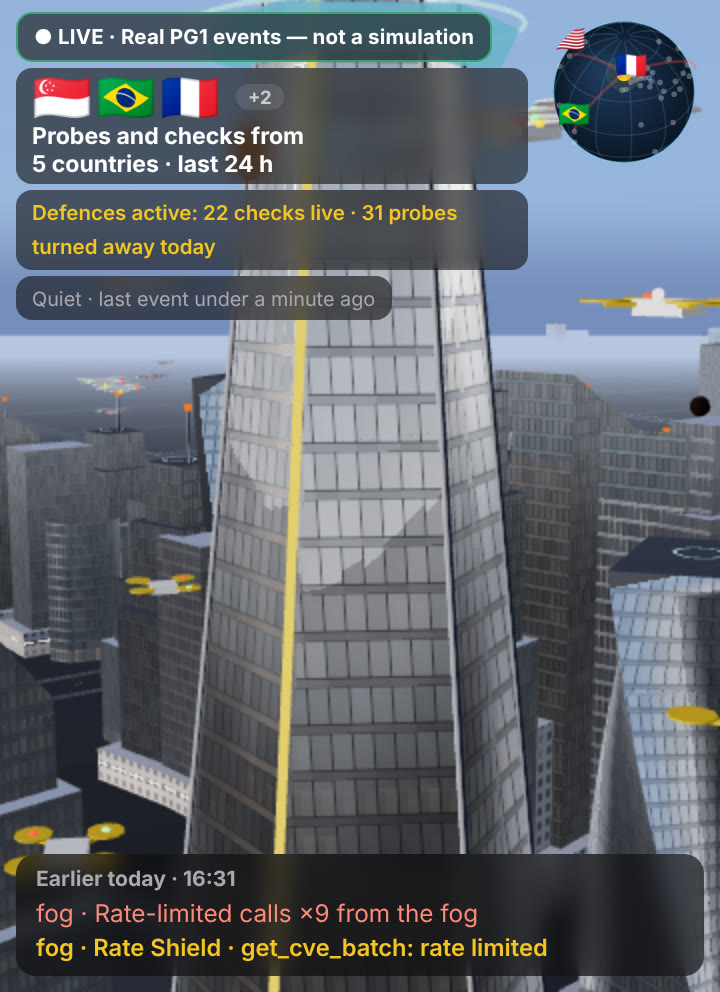 ● LIVE · Real PG1 events — not a simulation
+2
Probes and checks from
5 countries · last 24 h
Defences active: 22 checks live · 31 probes
turned away today
Quiet · last event under a minute ago
Earlier today · 16:31
fog · Rate-limited calls ×9 from the fog
fog · Rate Shield · get_cve_batch: rate limited